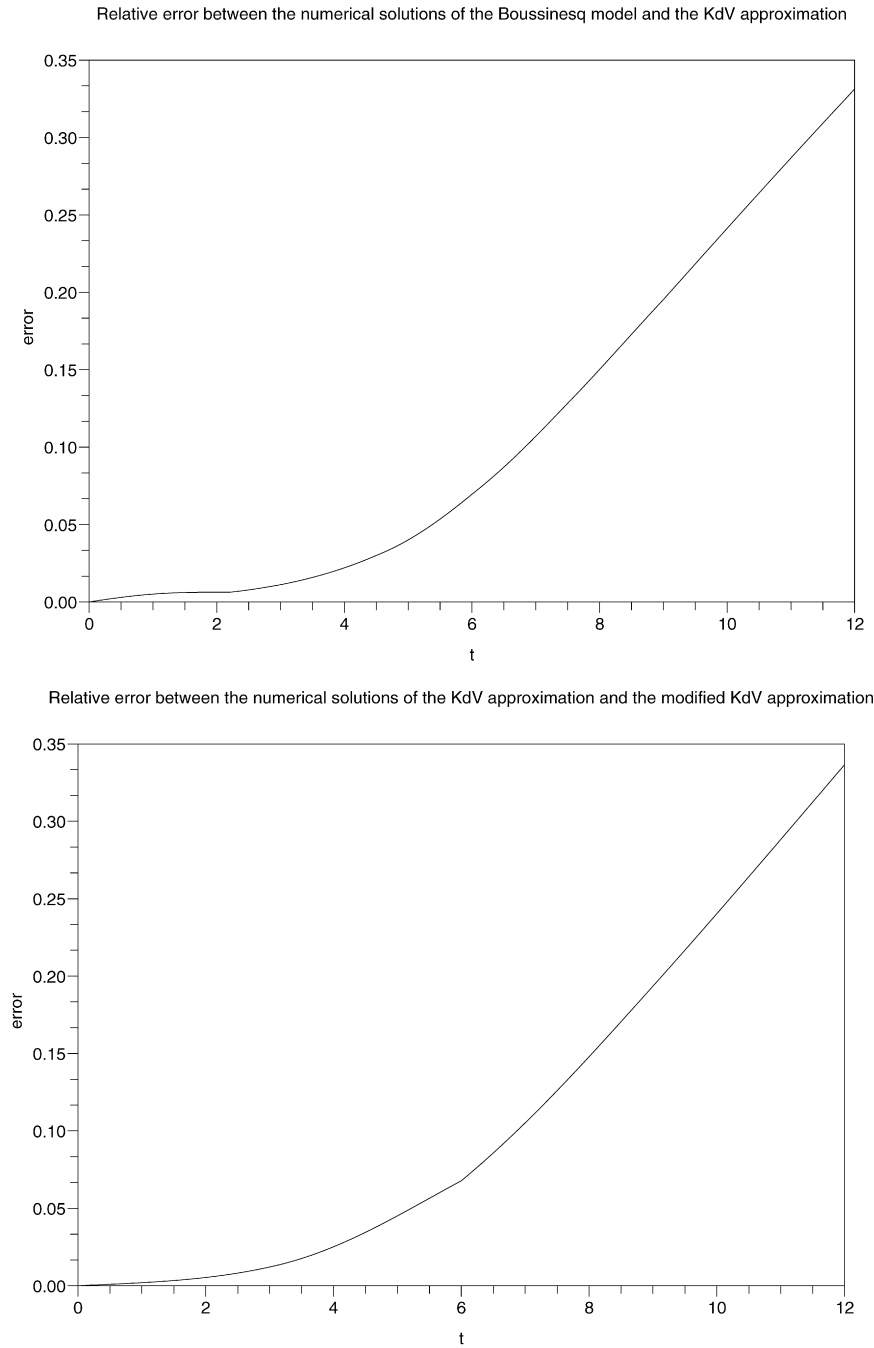 Relative error between the numerical solutions of the Boussinesq model and the KdV approximation
0.35
0.30
0.25
0.20
0.15
0.10
0.05
0.00
error
0 2 4 6 8 10 12
t
Relative error between the numerical solutions of the KdV approximation and the modified KdV approximation
0.35
0.30
0.25
0.20
0.15
0.10
0.05
0.00
error
0 2 4 6 8 10 12
t